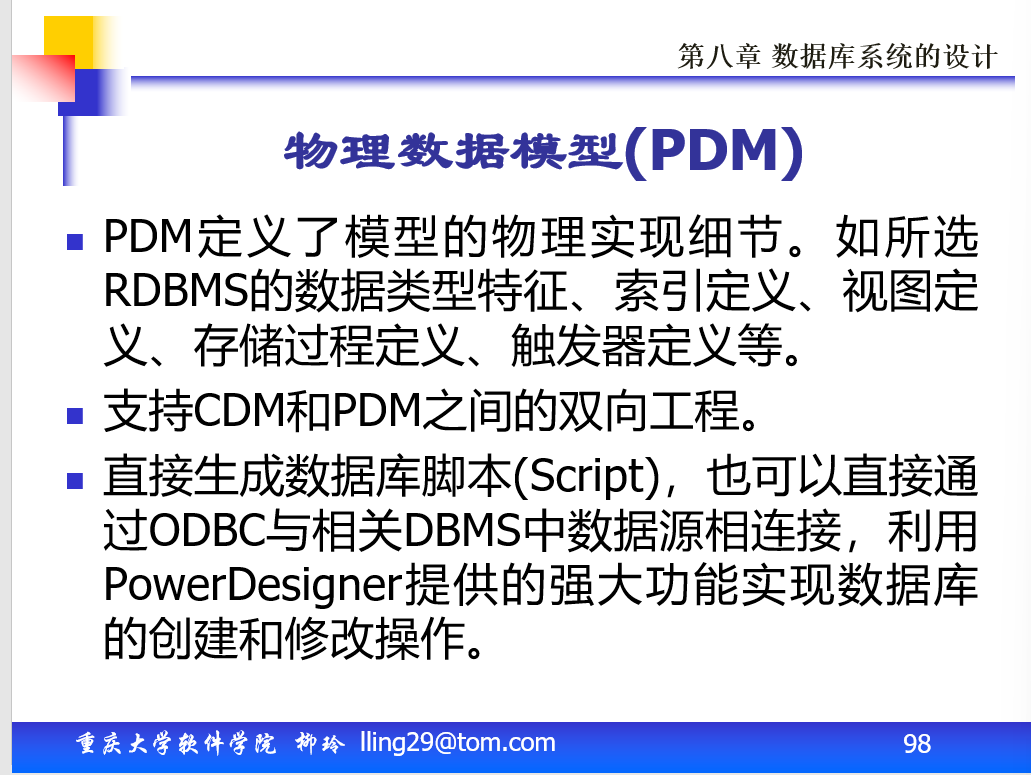 第八章 数据库系统的设计
物理数据模型(PDM)
PDM定义了模型的物理实现细节。如所选
RDBMS的数据类型特征、索引定义、视图定
义、存储过程定义、触发器定义等。
支持CDM和PDM之间的双向工程。
直接生成数据库脚本(Script)，也可以直接通
过ODBC与相关DBMS中数据源相连接，利用
PowerDesigner提供的强大功能实现数据库
的创建和修改操作。
重庆大学软件学院 柳玲 lling29@tom.com
98